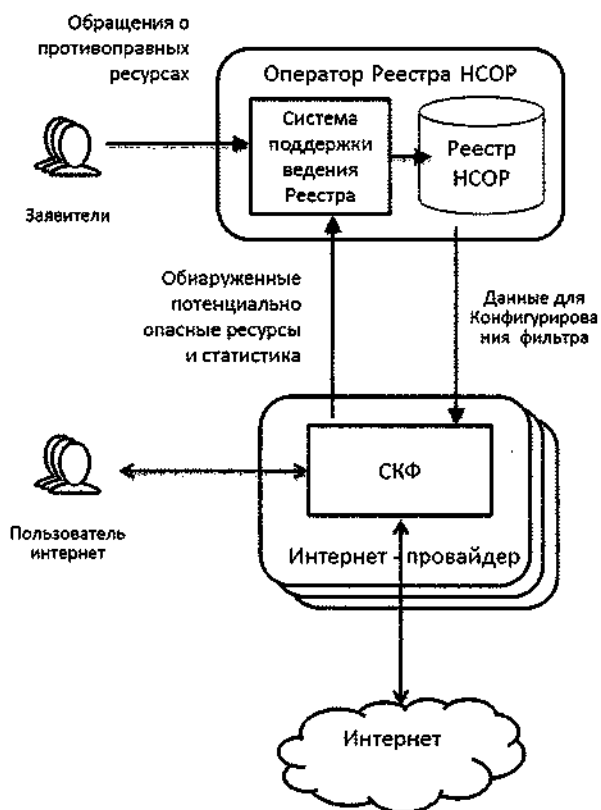 Обращения о
противоправных
ресурсах
Оператор Реестра НСОР
Система
поддержки
ведения
Реестра
Реестр
НСОР
Заявители
Обнаруженные
потенциально
опасные ресурсы
и статистика
Данные для
Конфигурирова
ния фильтра
СКФ
Пользователь
интернет
Интернет - провайдер
Интернет